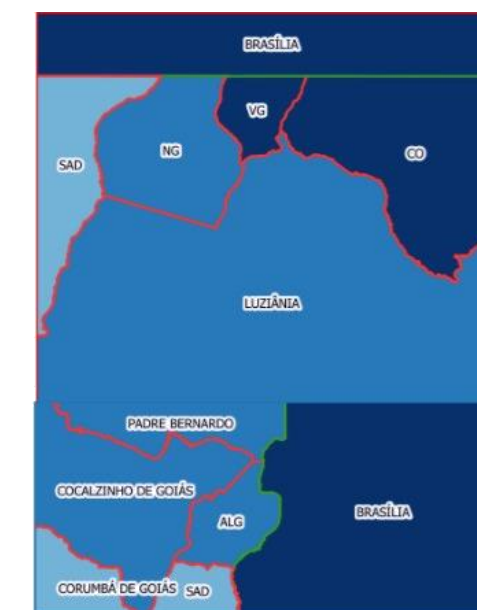 BRASÍLIA
VG
NG
CO
SAD
LUZIÂNIA
PADRE BERNARDO
COCALZINHO DE GOIÁS
BRASÍLIA
ALG
CORUMBÁ DE GOIÁS
SAD